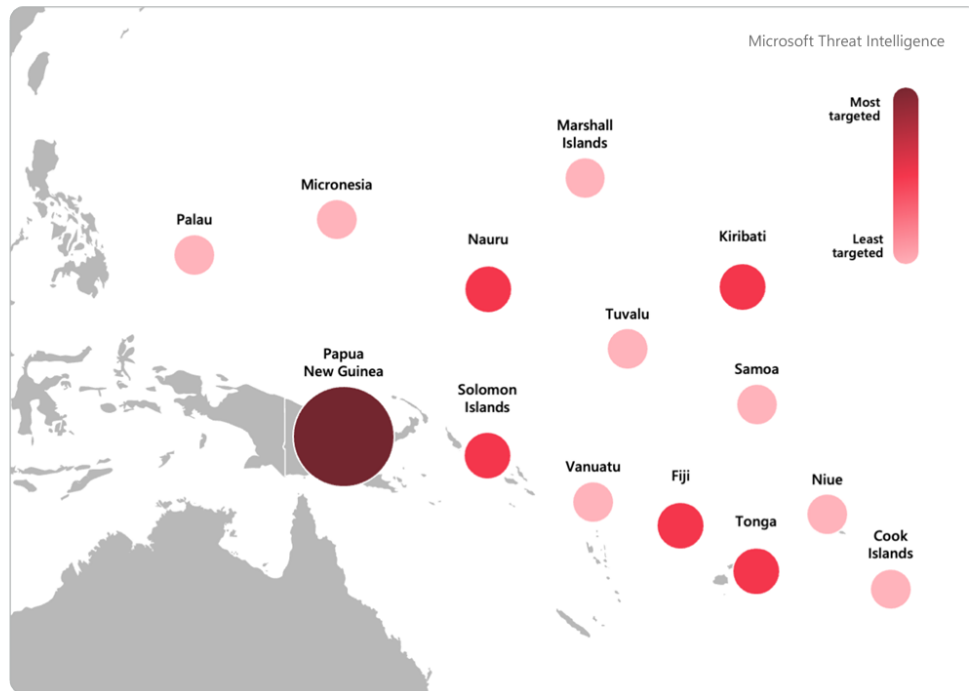 Microsoft Threat Intelligence
Most
targeted
Marshall
Islands
Micronesia
Palau
Nauru
Kiribati
Least
targeted
Tuvalu
Papua
New Guinea
Samoa
Solomon
Islands
Vanuatu
Fiji
Niue
Tonga
Cook
Islands